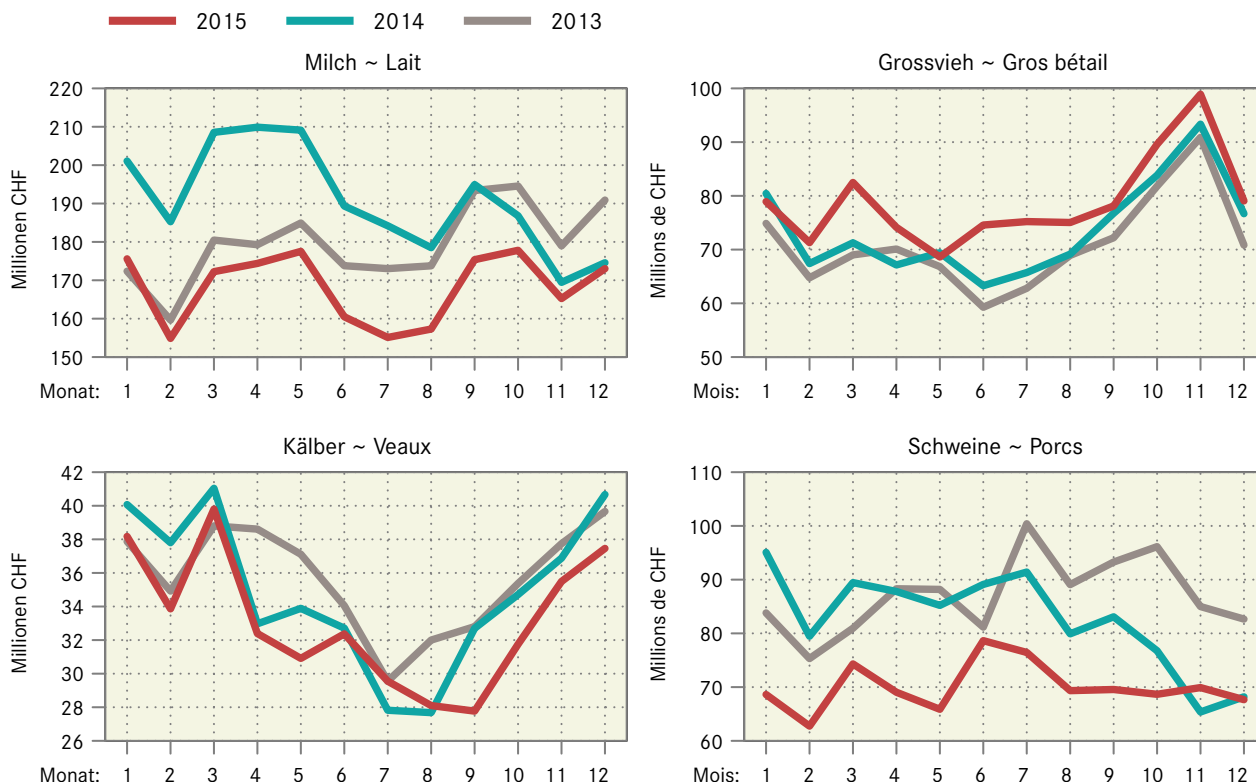 2015 2014 2013
Milch ~ Lait
Millionen CHF
220
210
200
190
180
170
160
150
Monat: 1 2 3 4 5 6 7 8 9 10 11 12
Grossvieh ~ Gros bétail
Millions de CHF
100
90
80
70
60
50
Mois: 1 2 3 4 5 6 7 8 9 10 11 12
Kälber ~ Veaux
Millionen CHF
42
40
38
36
34
32
30
28
26
Monat: 1 2 3 4 5 6 7 8 9 10 11 12
Schweine ~ Porcs
Millions de CHF
110
100
90
80
70
60
Mois: 1 2 3 4 5 6 7 8 9 10 11 12